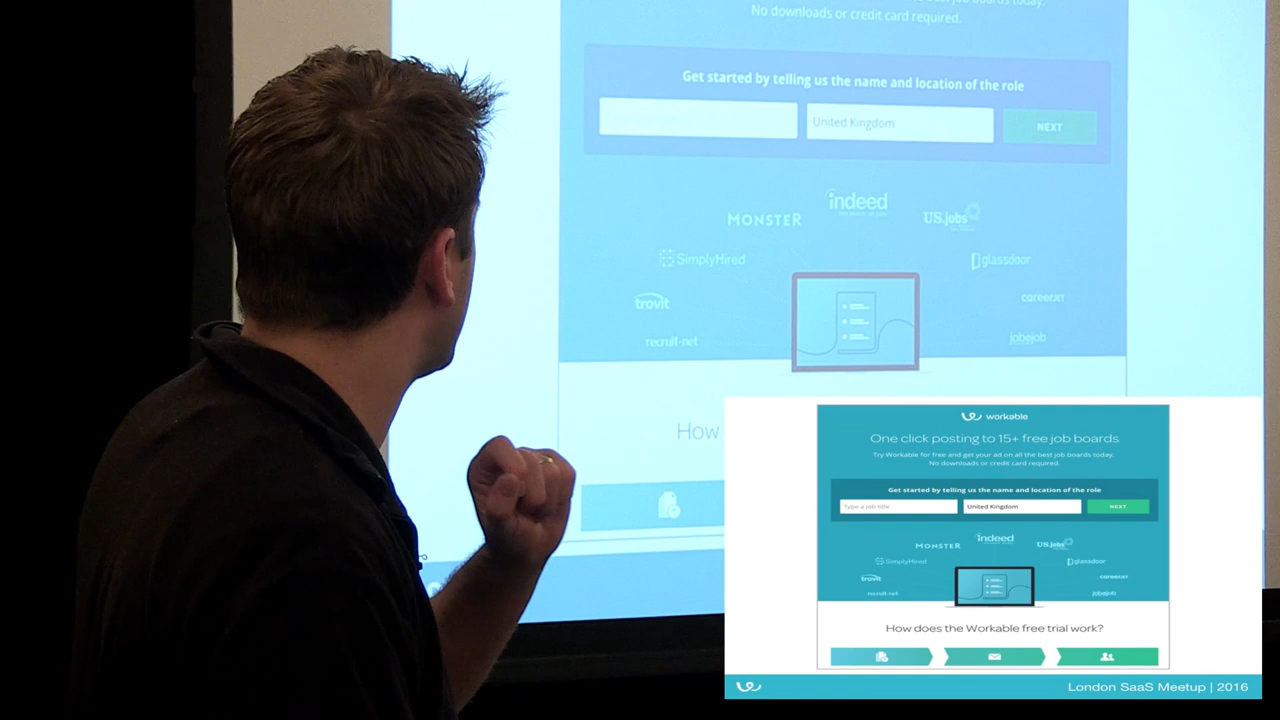 job boards today.
No downloads or credit card required.
Get started by telling us the name and location of the role
United Kingdom
NEXT
indeed
MONSTER
US.jobs
SimplyHired
glassdoor
trovit
careerjet
recruit.net
jobejob
How
workable
One click posting to 15+ free job boards
Try Workable for free and get your ad on all the best job boards today.
No downloads or credit card required.
Get started by telling us the name and location of the role
Type a job title
United Kingdom
NEXT
indeed
MONSTER
US.jobs
SimplyHired
glassdoor
trovit
careerjet
recruit.net
jobejob
How does the Workable free trial work?
London SaaS Meetup | 2016